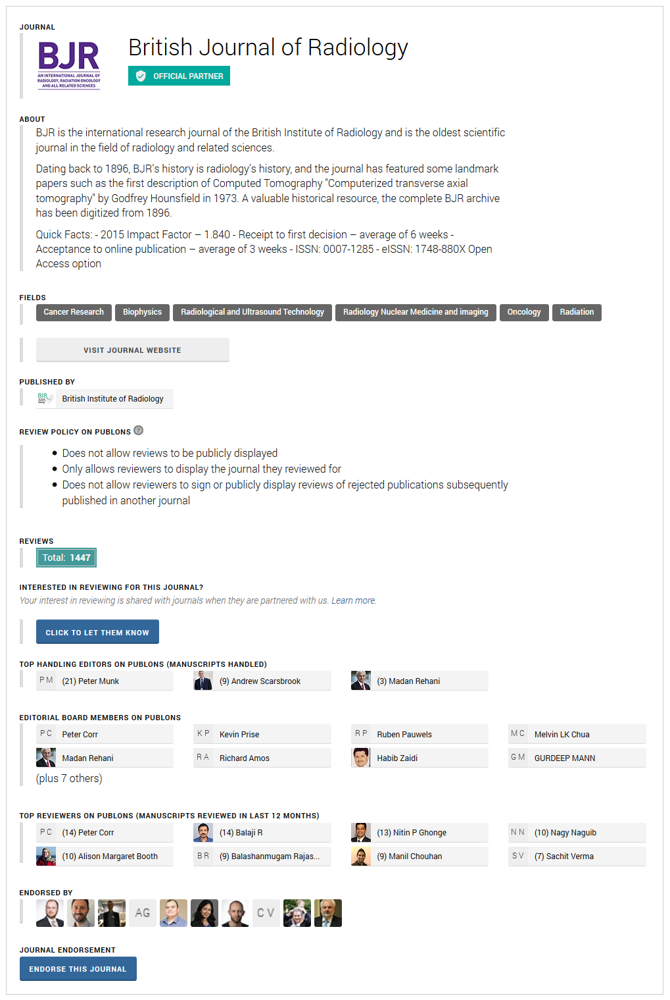 JOURNAL
BJR
AN INTERNATIONAL JOURNAL OF
RADIOLOGY, RADIATION ONCOLOGY
AND ALL RELATED SCIENCES
British Journal of Radiology
OFFICIAL PARTNER
ABOUT
BJR is the international research journal of the British Institute of Radiology and is the oldest scientific
journal in the field of radiology and related sciences.
Dating back to 1896, BJR’s history is radiology’s history, and the journal has featured some landmark
papers such as the first description of Computed Tomography "Computerized transverse axial
tomography" by Godfrey Hounsfield in 1973. A valuable historical resource, the complete BJR archive
has been digitized from 1896.
Quick Facts: - 2015 Impact Factor – 1.840 - Receipt to first decision – average of 6 weeks -
Acceptance to online publication – average of 3 weeks - ISSN: 0007-1285 - eISSN: 1748-880X Open
Access option
FIELDS
Cancer Research Biophysics Radiological and Ultrasound Technology Radiology Nuclear Medicine and imaging Oncology Radiation
VISIT JOURNAL WEBSITE
PUBLISHED BY
BIR British Institute of Radiology
REVIEW POLICY ON PUBLONS ?
• Does not allow reviews to be publicly displayed
• Only allows reviewers to display the journal they reviewed for
• Does not allow reviewers to sign or publicly display reviews of rejected publications subsequently
published in another journal
REVIEWS
Total: 1447
INTERESTED IN REVIEWING FOR THIS JOURNAL?
Your interest in reviewing is shared with journals when they are partnered with us. Learn more.
CLICK TO LET THEM KNOW
TOP HANDLING EDITORS ON PUBLONS (MANUSCRIPTS HANDLED)
PM (21) Peter Munk (9) Andrew Scarsbrook (3) Madan Rehani
EDITORIAL BOARD MEMBERS ON PUBLONS
PC Peter Corr KP Kevin Prise RP Ruben Pauwels MC Melvin LK Chua
Madan Rehani RA Richard Amos Habib Zaidi GM GURDEEP MANN
(plus 7 others)
TOP REVIEWERS ON PUBLONS (MANUSCRIPTS REVIEWED IN LAST 12 MONTHS)
PC (14) Peter Corr (14) Balaji R (13) Nitin P Ghonge NN (10) Nagy Naguib
(10) Alison Margaret Booth BR (9) Balashanmugam Rajas... (9) Manil Chouhan SV (7) Sachit Verma
ENDORSED BY
AG CV
JOURNAL ENDORSEMENT
ENDORSE THIS JOURNAL